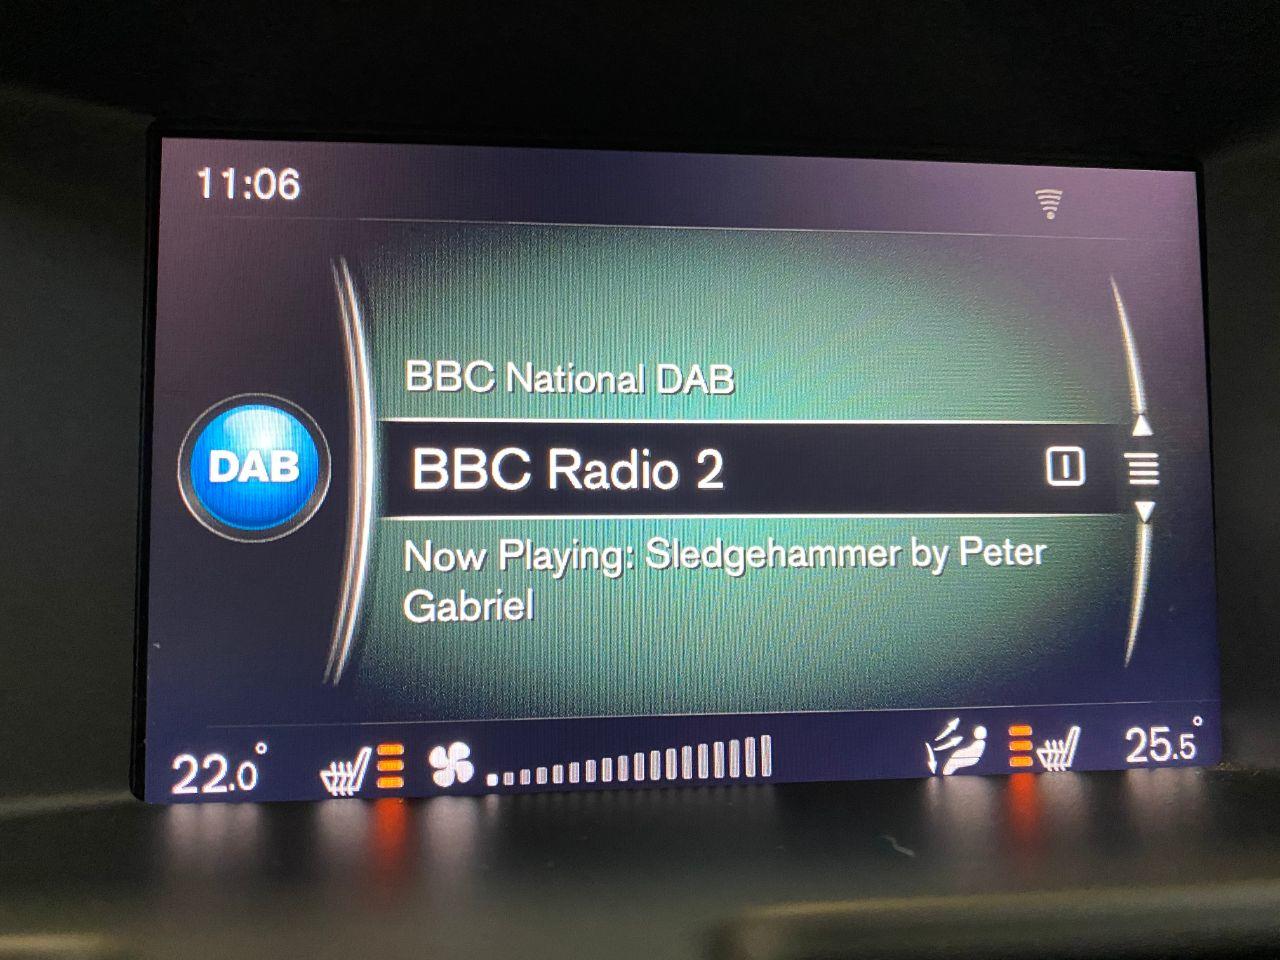 11:06
BBC National DAB
DAB
BBC Radio 2
Now Playing: Sledgehammer by Peter
Gabriel
22.0°
25.5°